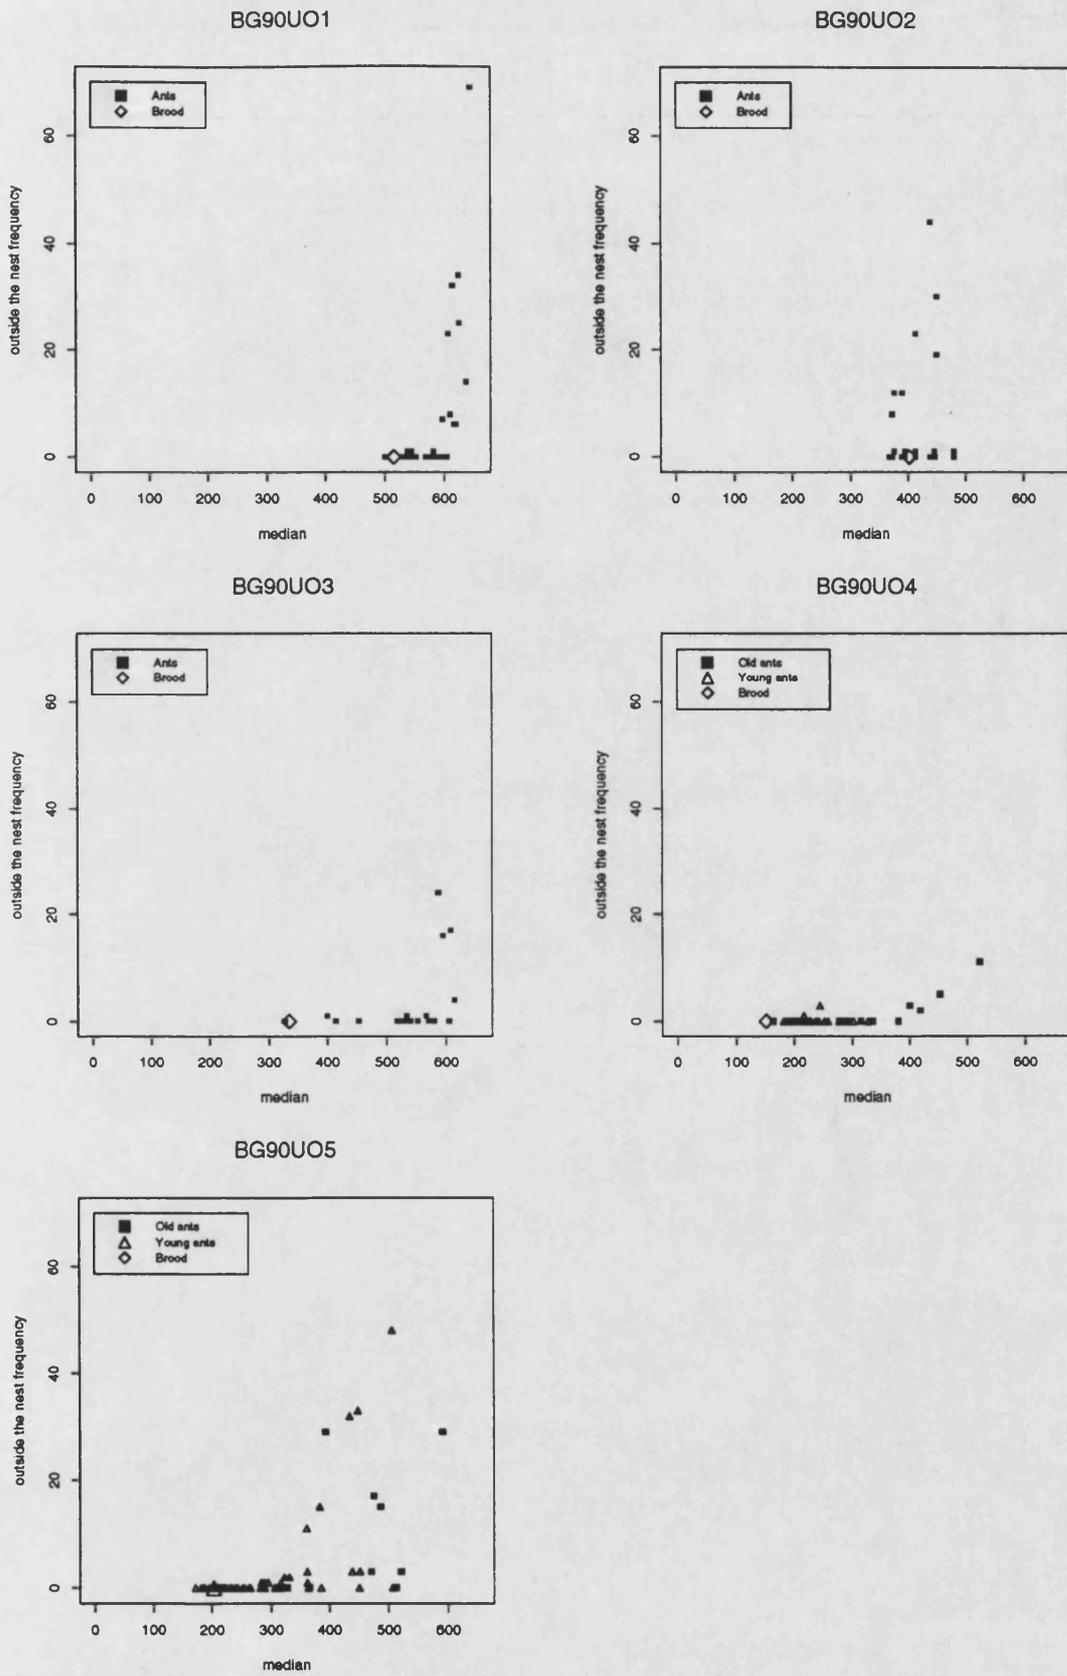 BG90UO1
Ants
Brood
outside the nest frequency
0 20 40 60
0 100 200 300 400 500 600
median
BG90UO2
Ants
Brood
outside the nest frequency
0 20 40 60
0 100 200 300 400 500 600
median
BG90UO3
Ants
Brood
outside the nest frequency
0 20 40 60
0 100 200 300 400 500 600
median
BG90UO4
Old ants
Young ants
Brood
outside the nest frequency
0 20 40 60
0 100 200 300 400 500 600
median
BG90UO5
Old ants
Young ants
Brood
outside the nest frequency
0 20 40 60
0 100 200 300 400 500 600
median